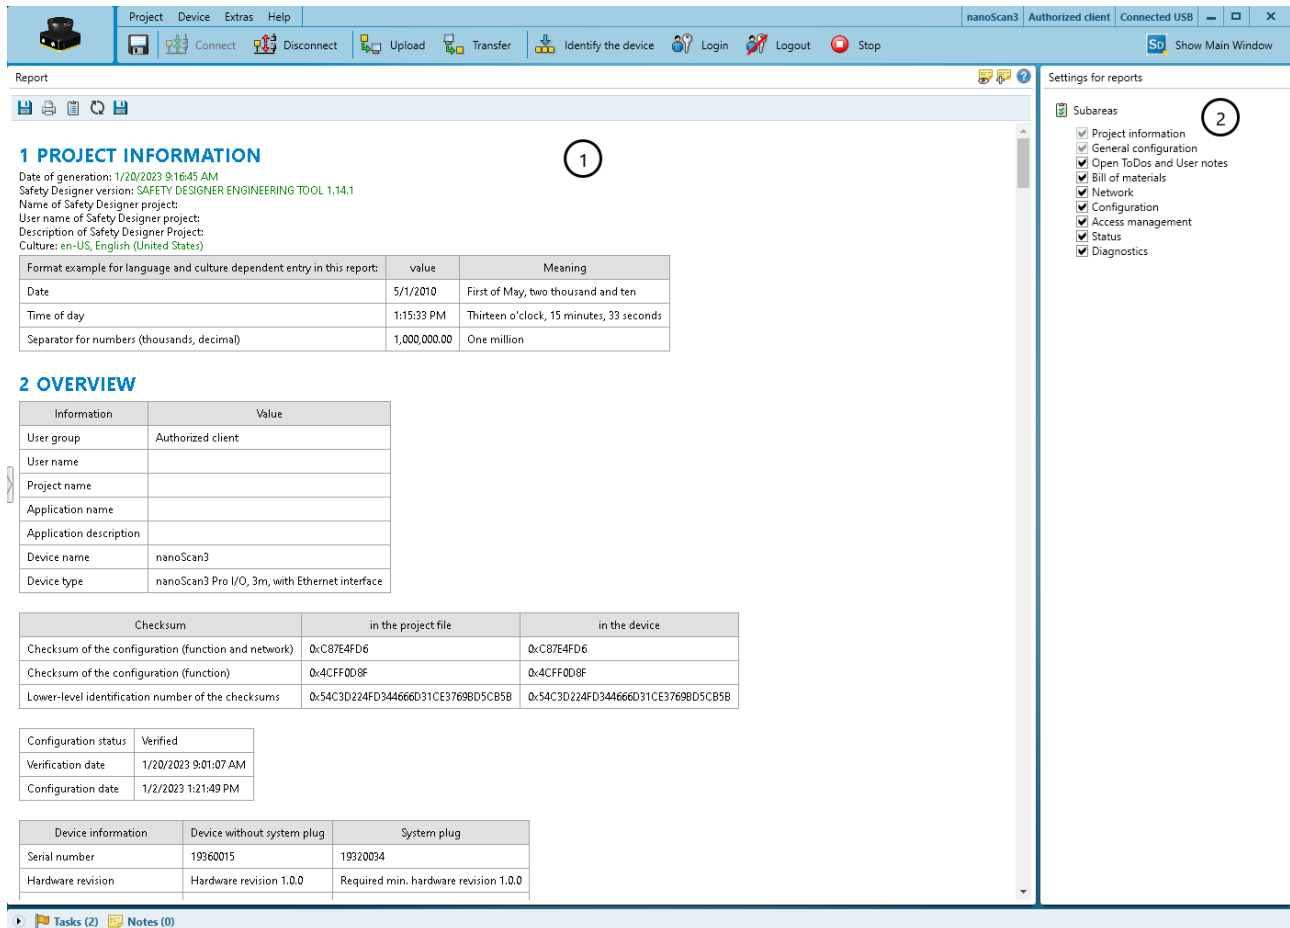 Project Device Extras Help
nanoScan3 Authorized client Connected USB
Connect Disconnect Upload Transfer Identify the device Login Logout Stop
SD Show Main Window
Report
Settings for reports
Subareas
2
Project information
General configuration
Open ToDos and User notes
Bill of materials
Network
Configuration
Access management
Status
Diagnostics
1
1 PROJECT INFORMATION
Date of generation: 1/20/2023 9:16:45 AM
Safety Designer version: SAFETY DESIGNER ENGINEERING TOOL 1.14.1
Name of Safety Designer project:
User name of Safety Designer project:
Description of Safety Designer Project:
Culture: en-US, English (United States)
Format example for language and culture dependent entry in this report: value Meaning
Date 5/1/2010 First of May, two thousand and ten
Time of day 1:15:33 PM Thirteen o'clock, 15 minutes, 33 seconds
Separator for numbers (thousands, decimal) 1,000,000.00 One million
2 OVERVIEW
Information Value
User group Authorized client
User name
Project name
Application name
Application description
Device name nanoScan3
Device type nanoScan3 Pro I/O, 3m, with Ethernet interface
Checksum in the project file in the device
Checksum of the configuration (function and network) 0xC87E4FD6 0xC87E4FD6
Checksum of the configuration (function) 0x4CFF0D8F 0x4CFF0D8F
Lower-level identification number of the checksums 0x54C3D224FD344666D31CE3769BD5CB5B 0x54C3D224FD344666D31CE3769BD5CB5B
Configuration status Verified
Verification date 1/20/2023 9:01:07 AM
Configuration date 1/2/2023 1:21:49 PM
Device information Device without system plug System plug
Serial number 19360015 19320034
Hardware revision Hardware revision 1.0.0 Required min. hardware revision 1.0.0
Tasks (2) Notes (0)